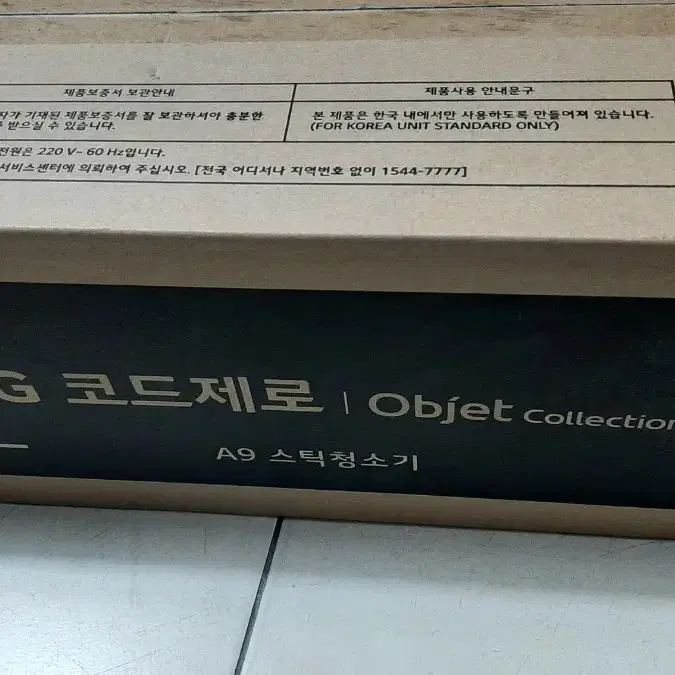 제품보증서 보관안내
제품사용 안내문구
자가 기재된 제품보증서를 잘 보관하셔야 충분한
받으실 수 있습니다.
본 제품은 한국 내에서만 사용하도록 만들어져 있습니다.
(FOR KOREA UNIT STANDARD ONLY)
전원은 220 V~ 60 Hz입니다.
서비스센터에 의뢰하여 주십시오. [전국 어디서나 지역번호 없이 1544-7777]
G 코드제로 | Objet Collection
A9 스틱청소기